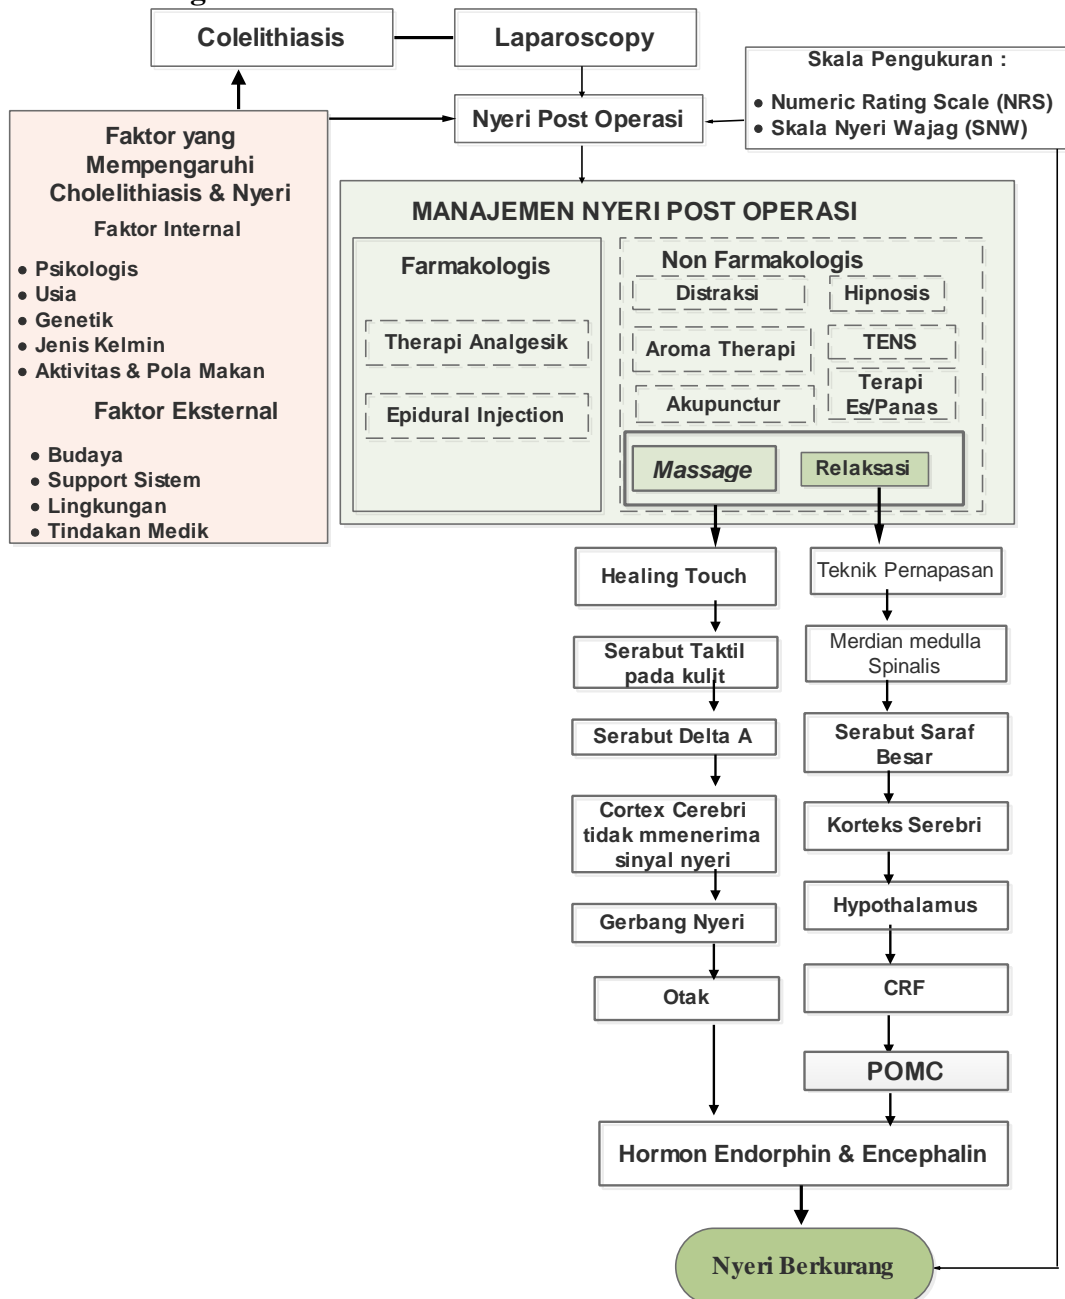 Colelithiasis
Laparoscopy
Skala Pengukuran :
• Numeric Rating Scale (NRS)
• Skala Nyeri Wajag (SNW)
Nyeri Post Operasi
Faktor yang
Mempengaruhi
Cholelithiasis & Nyeri
Faktor Internal
• Psikologis
• Usia
• Genetik
• Jenis Kelmin
• Aktivitas & Pola Makan
Faktor Eksternal
• Budaya
• Support Sistem
• Lingkungan
• Tindakan Medik
MANAJEMEN NYERI POST OPERASI
Farmakologis
Therapi Analgesik
Epidural Injection
Non Farmakologis
Distraksi
Hipnosis
Aroma Therapi
TENS
Akupunctur
Terapi
Es/Panas
Massage
Relaksasi
Healing Touch
Serabut Taktil
pada kulit
Serabut Delta A
Cortex Cerebri
tidak mmenerima
sinyal nyeri
Gerbang Nyeri
Otak
Teknik Pernapasan
Merdian medulla
Spinalis
Serabut Saraf
Besar
Korteks Serebri
Hypothalamus
CRF
POMC
Hormon Endorphin & Encephalin
Nyeri Berkurang